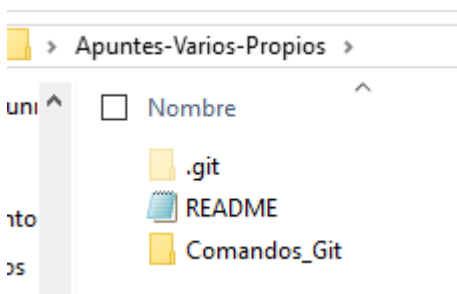 Apuntes-Varios-Propios
Nombre
.git
README
Comandos_Git